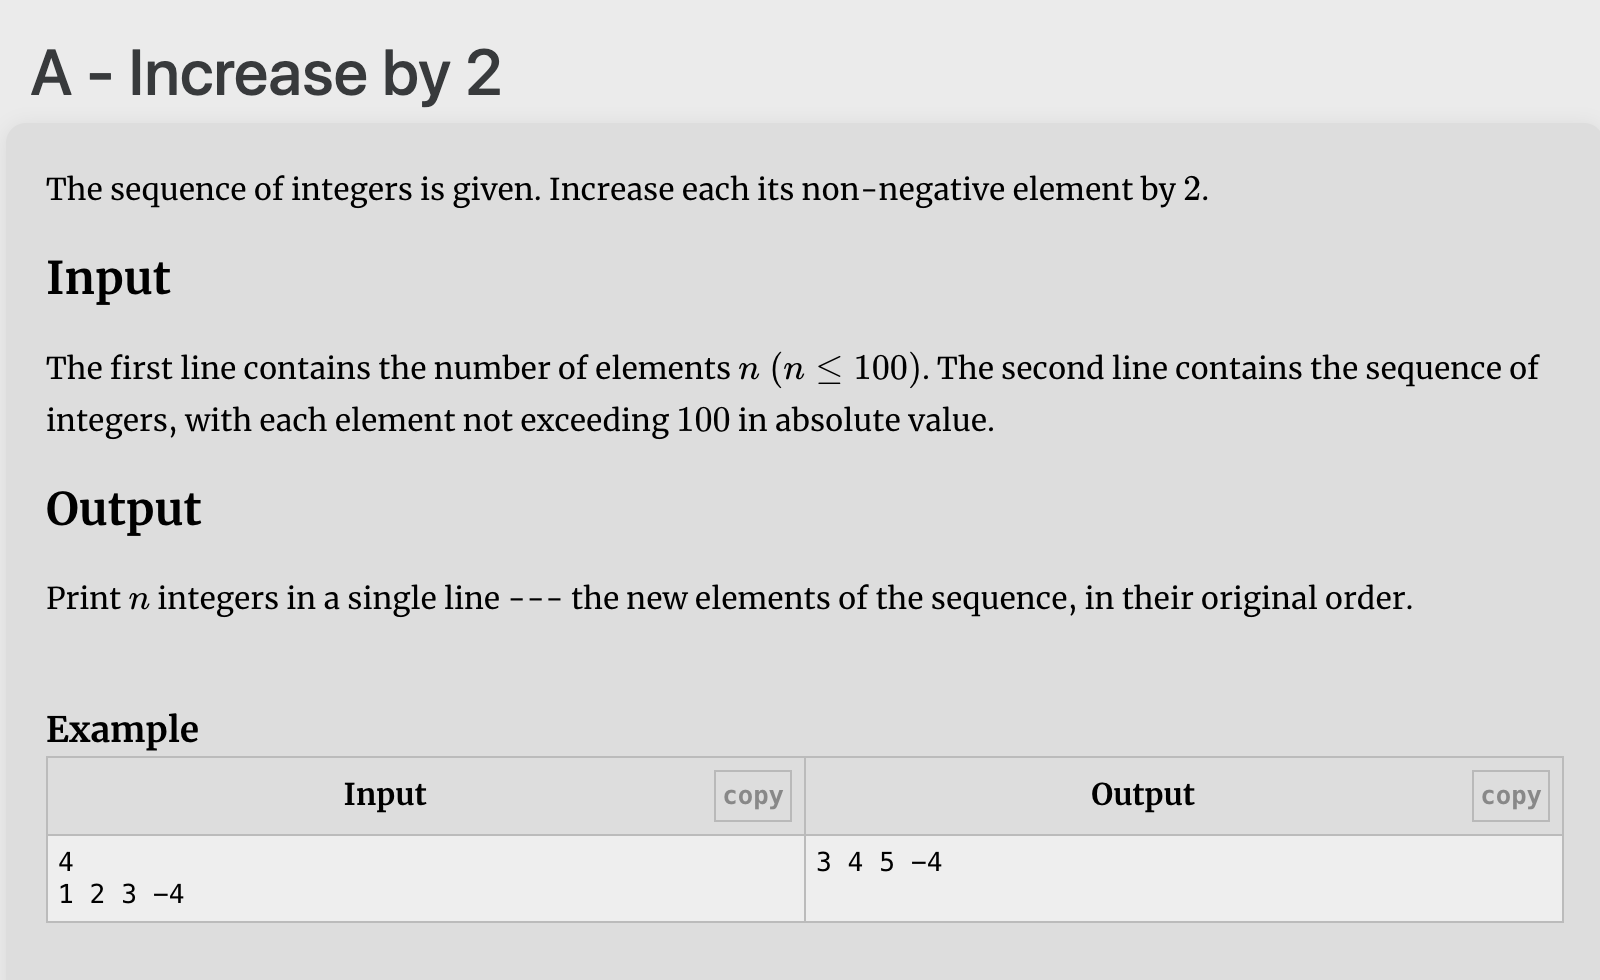 A - Increase by 2
The sequence of integers is given. Increase each its non-negative element by 2.
Input
The first line contains the number of elements n (n ≤ 100). The second line contains the sequence of
integers, with each element not exceeding 100 in absolute value.
Output
Print n integers in a single line --- the new elements of the sequence, in their original order.
Example
Input copy Output copy
4 3 4 5 −4
1 2 3 −4